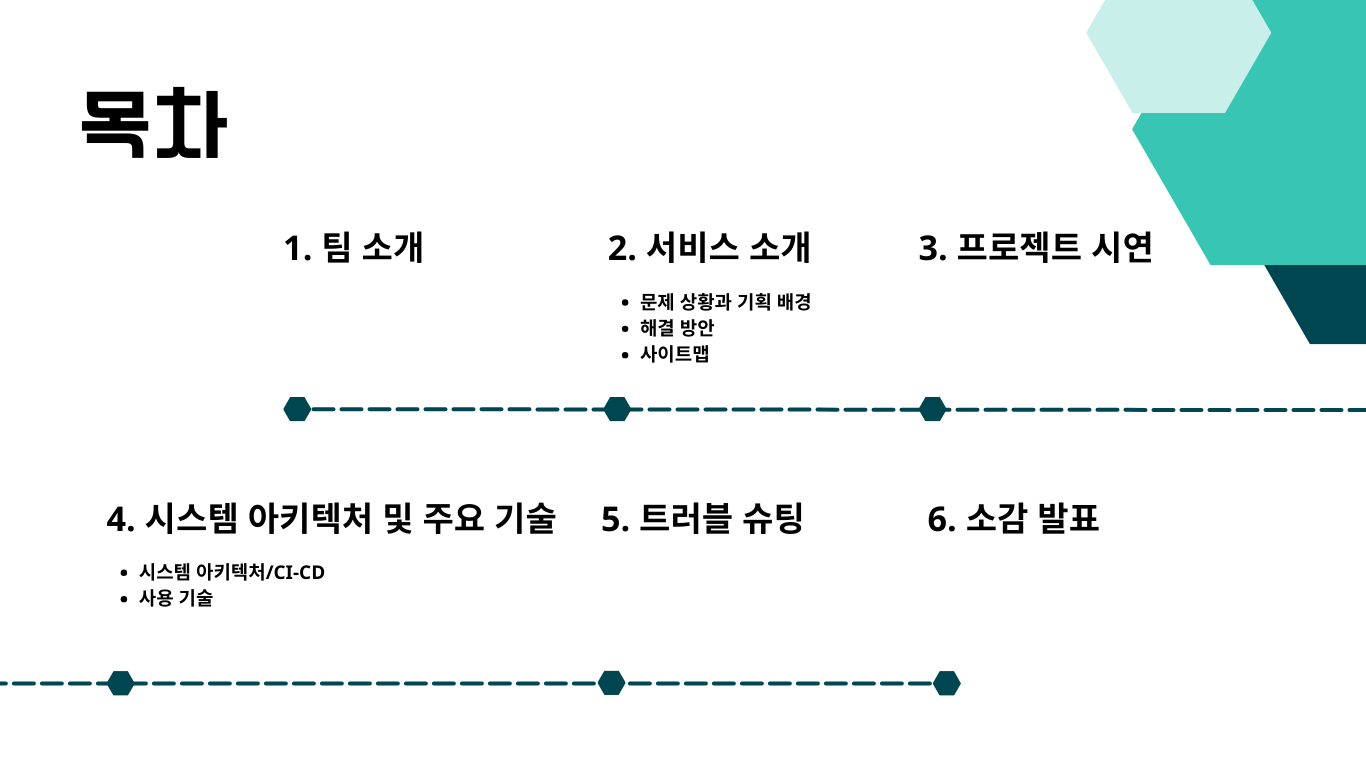 목차
1. 팀 소개
2. 서비스 소개
• 문제 상황과 기획 배경
• 해결 방안
• 사이트맵
3. 프로젝트 시연
4. 시스템 아키텍처 및 주요 기술
• 시스템 아키텍처/CI-CD
• 사용 기술
5. 트러블 슈팅
6. 소감 발표